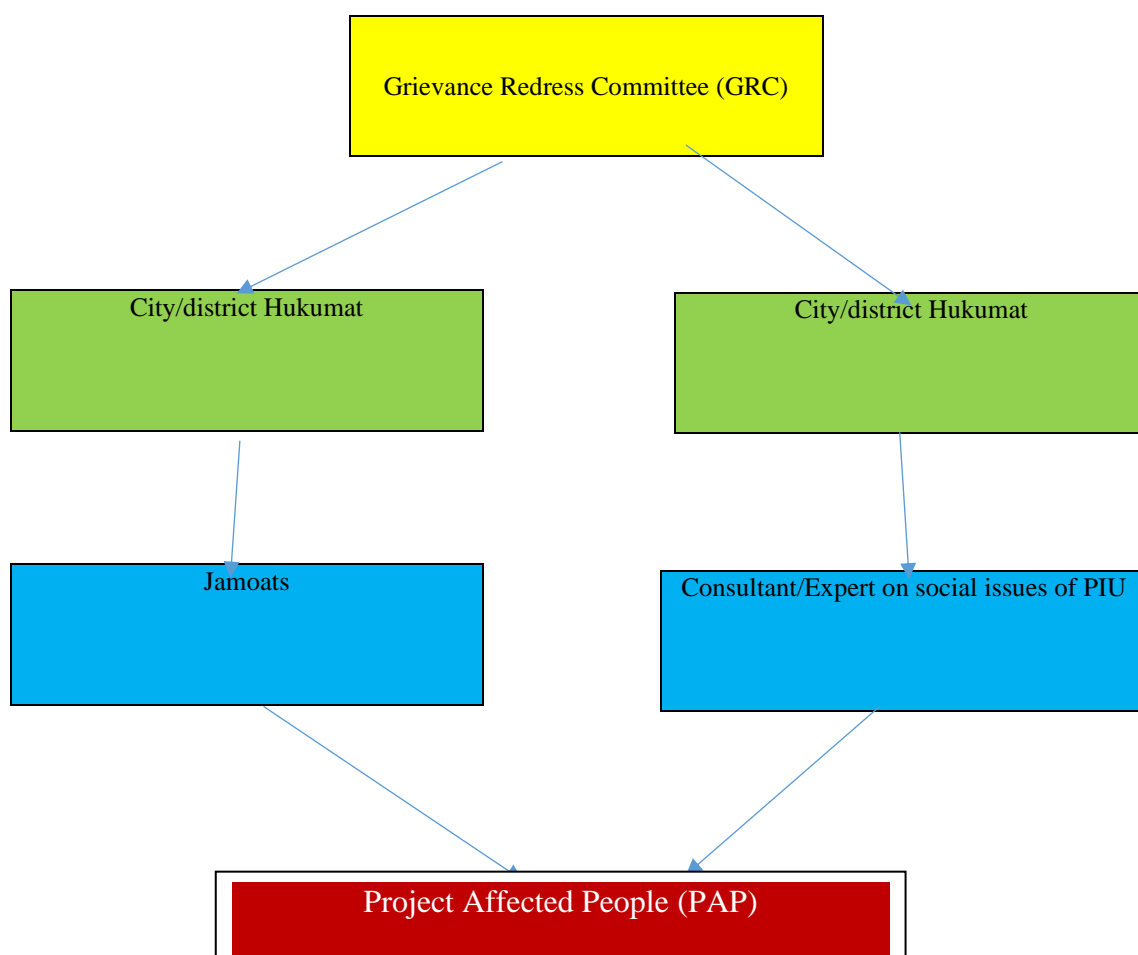 Grievance Redress Committee (GRC)
City/district Hukumat
City/district Hukumat
Jamoats
Consultant/Expert on social issues of PIU
Project Affected People (PAP)